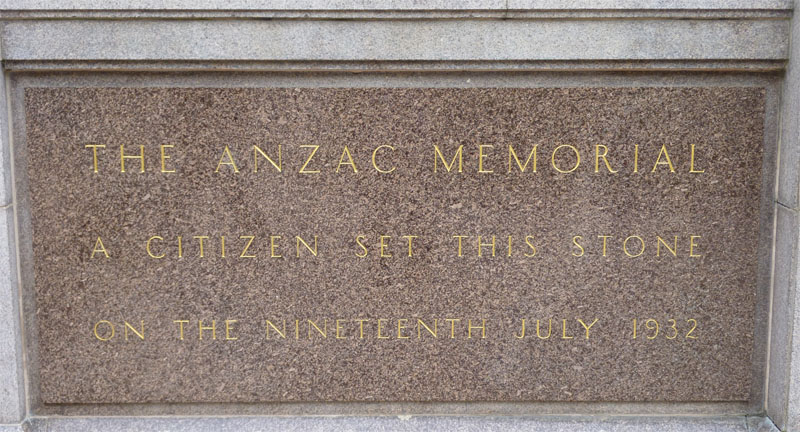 THE ANZAC MEMORIAL
A CITIZEN SET THIS STONE
ON THE NINETEENTH JULY 1932